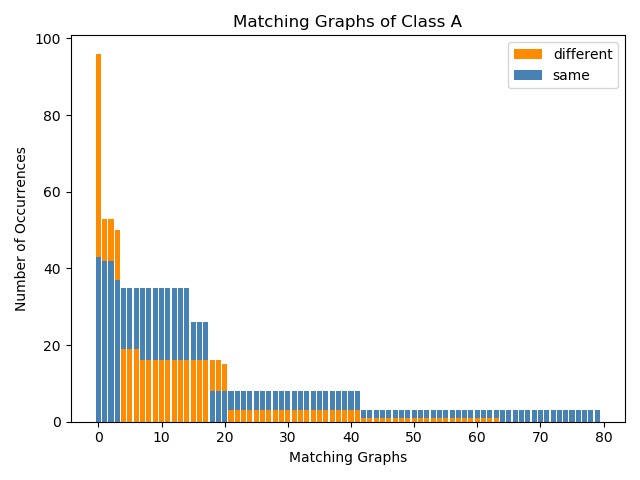 Matching Graphs of Class A
different
same
Number of Occurrences
100
80
60
40
20
0
0 10 20 30 40 50 60 70 80
Matching Graphs